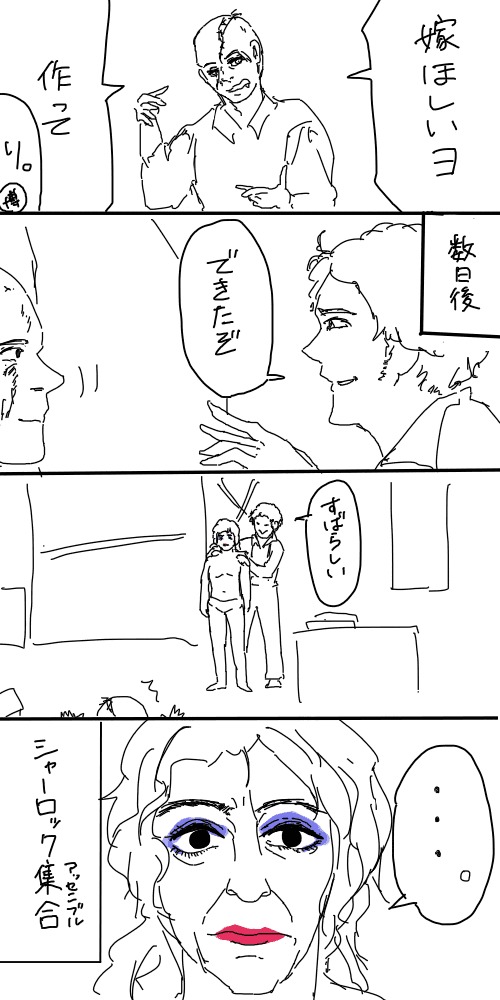 嫁ほしいヨ
作って
り。
博
数日後
できたぞ
すばらしい
・・・。
シャーロック集合
アッセンブル